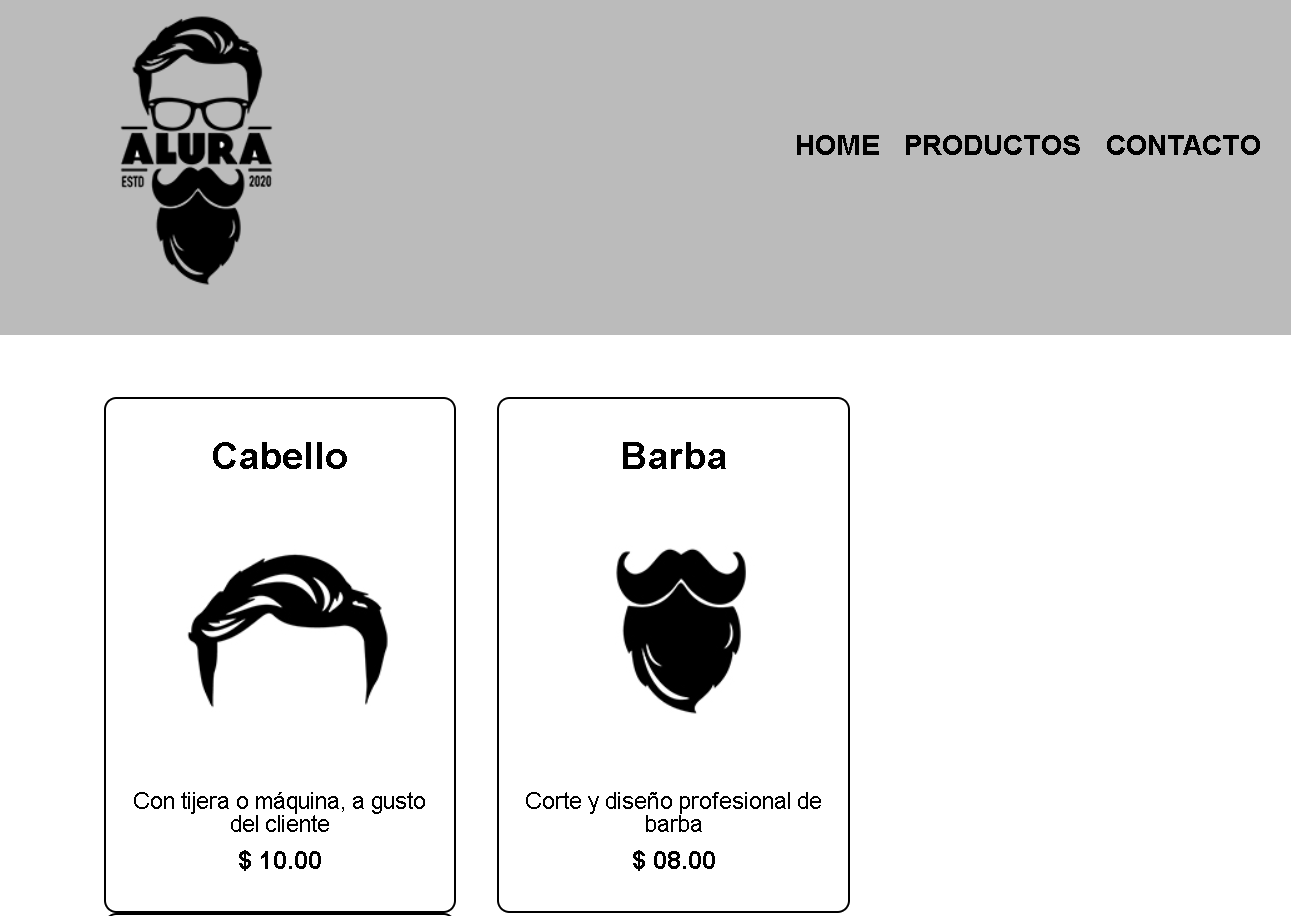 ALURA
ESTD 2020
HOME PRODUCTOS CONTACTO
Cabello
Con tijera o máquina, a gusto
del cliente
$ 10.00
Barba
Corte y diseño profesional de
barba
$ 08.00